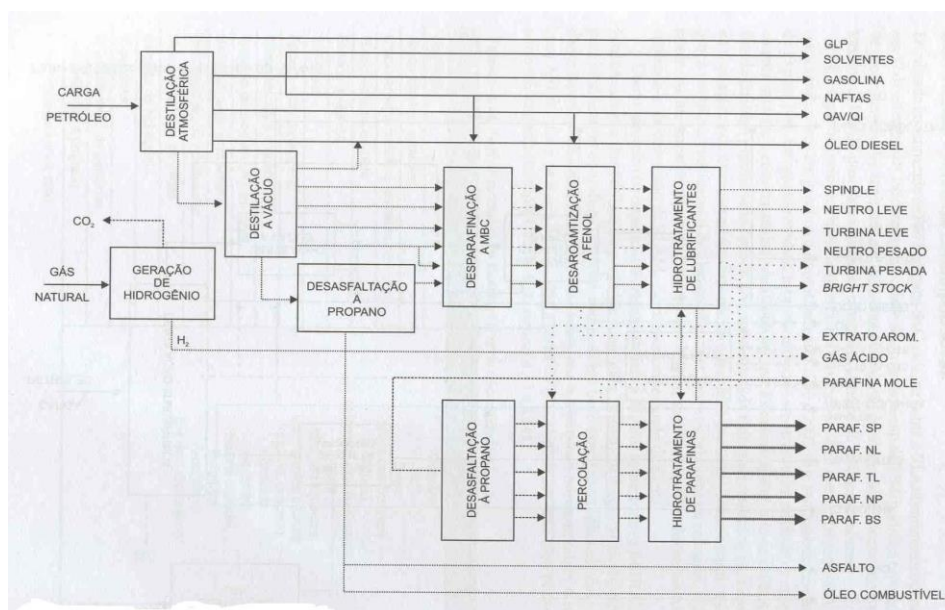 CARGA
PETRÓLEO
DESTILAÇÃO
ATMOSFÉRICA
GLP
SOLVENTES
GASOLINA
NAFTAS
QAV/QI
ÓLEO DIESEL
DESTILAÇÃO
A VÁCUO
CO₂
GÁS
NATURAL
GERAÇÃO
DE
HIDROGÊNIO
H₂
DESASFALTAÇÃO
À
PROPANO
DESPARAFINAÇÃO
A MBC
DESAROAMTIZAÇÃO
A FENOL
HIDROTRATAMENTO
DE LUBRIFICANTES
SPINDLE
NEUTRO LEVE
TURBINA LEVE
NEUTRO PESADO
TURBINA PESADA
BRIGHT STOCK
EXTRATO AROM.
GÁS ÁCIDO
PARAFINA MOLE
DESASFALTAÇÃO
À PROPANO
PERCOLAÇÃO
HIDROTRATAMENTO
DE PARAFINAS
PARAF. SP
PARAF. NL
PARAF. TL
PARAF. NP
PARAF. BS
ASFALTO
ÓLEO COMBUSTÍVEL